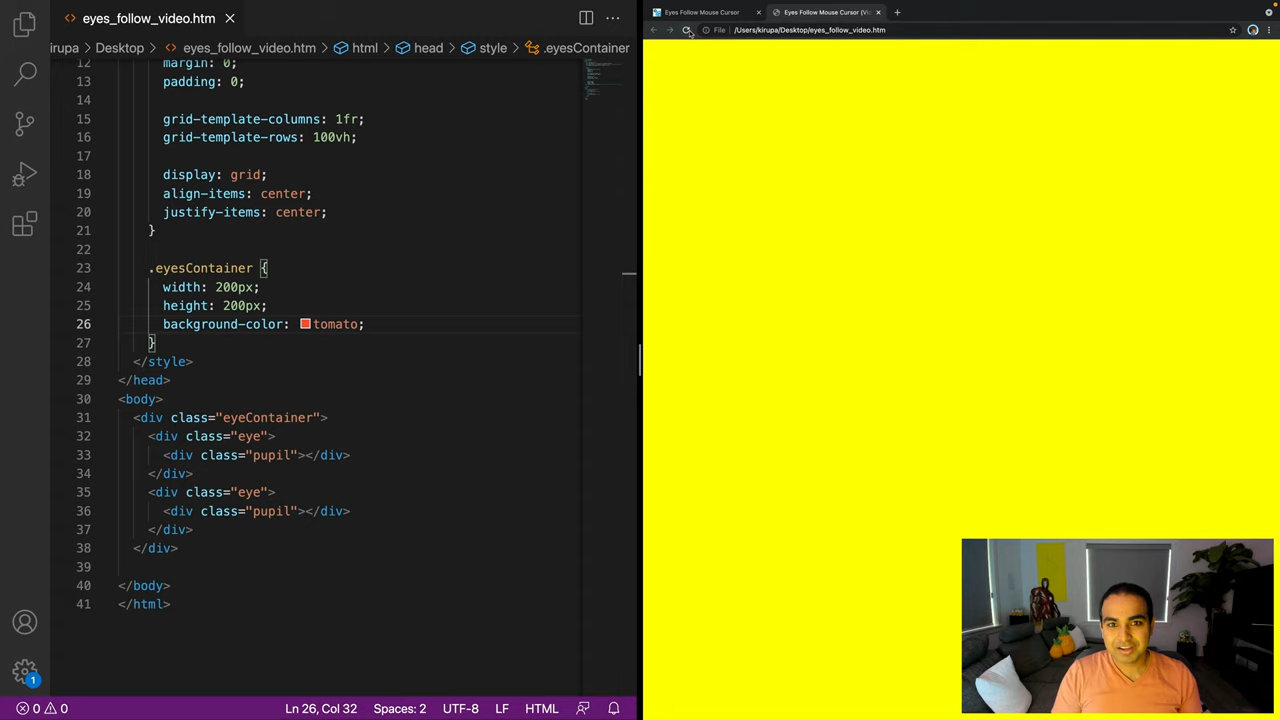 eyes_follow_video.htm
irupa > Desktop > eyes_follow_video.htm > html > head > style > .eyesContainer
12 margin: 0;
13 padding: 0;
14
15 grid-template-columns: 1fr;
16 grid-template-rows: 100vh;
17
18 display: grid;
19 align-items: center;
20 justify-items: center;
21 }
22
23 .eyesContainer {
24 width: 200px;
25 height: 200px;
26 background-color: tomato;
27 }
28 </style>
29 </head>
30 <body>
31 <div class="eyeContainer">
32 <div class="eye">
33 <div class="pupil"></div>
34 </div>
35 <div class="eye">
36 <div class="pupil"></div>
37 </div>
38 </div>
39
40 </body>
41 </html>
1
0 0 Ln 26, Col 32 Spaces: 2 UTF-8 LF HTML
Eyes Follow Mouse Cursor
Eyes Follow Mouse Cursor (Vi
File /Users/kirupa/Desktop/eyes_follow_video.htm